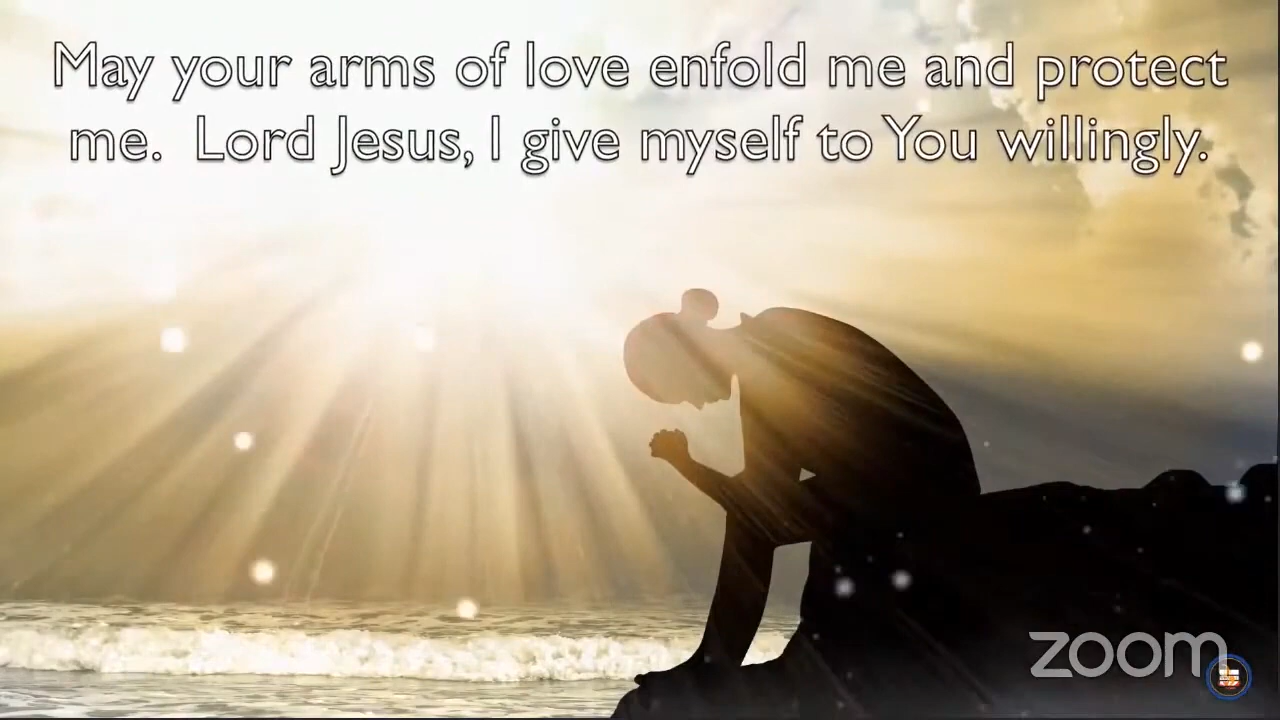 May your arms of love enfold me and protect
me.  Lord Jesus, I give myself to You willingly.
zoom